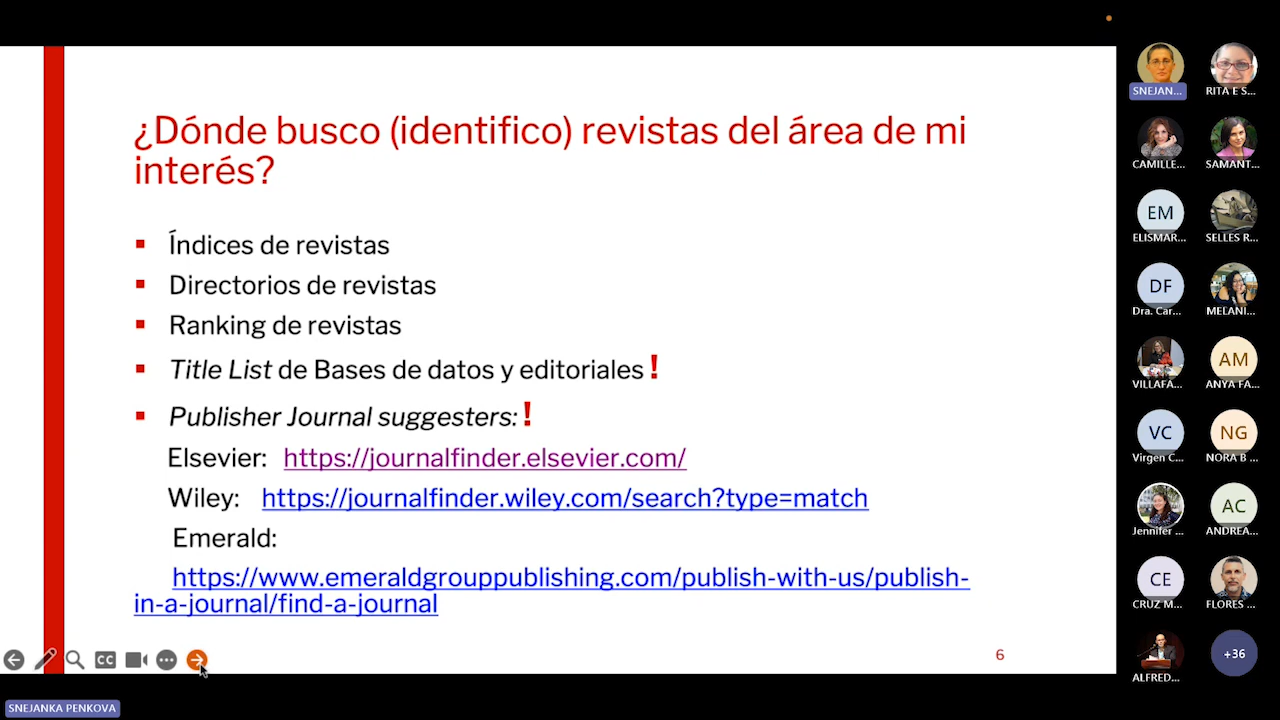 ¿Dónde busco (identifico) revistas del área de mi
interés?
▪ Índices de revistas
▪ Directorios de revistas
▪ Ranking de revistas
▪ Title List de Bases de datos y editoriales !
▪ Publisher Journal suggesters: !
Elsevier: https://journalfinder.elsevier.com/
Wiley: https://journalfinder.wiley.com/search?type=match
Emerald:
https://www.emeraldgrouppublishing.com/publish-with-us/publish-
in-a-journal/find-a-journal
CC
6
SNEJANKA PENKOVA
SNEJAN...
RITA E S...
CAMILLE...
SAMANT...
EM
ELISMAR...
SELLES R...
DF
Dra. Car...
MELANI...
VILLAFA...
AM
ANYA FA...
VC
Virgen C...
NG
NORA B ...
Jennifer ...
AC
ANDREA...
CE
CRUZ M...
FLORES ...
ALFRED...
+36